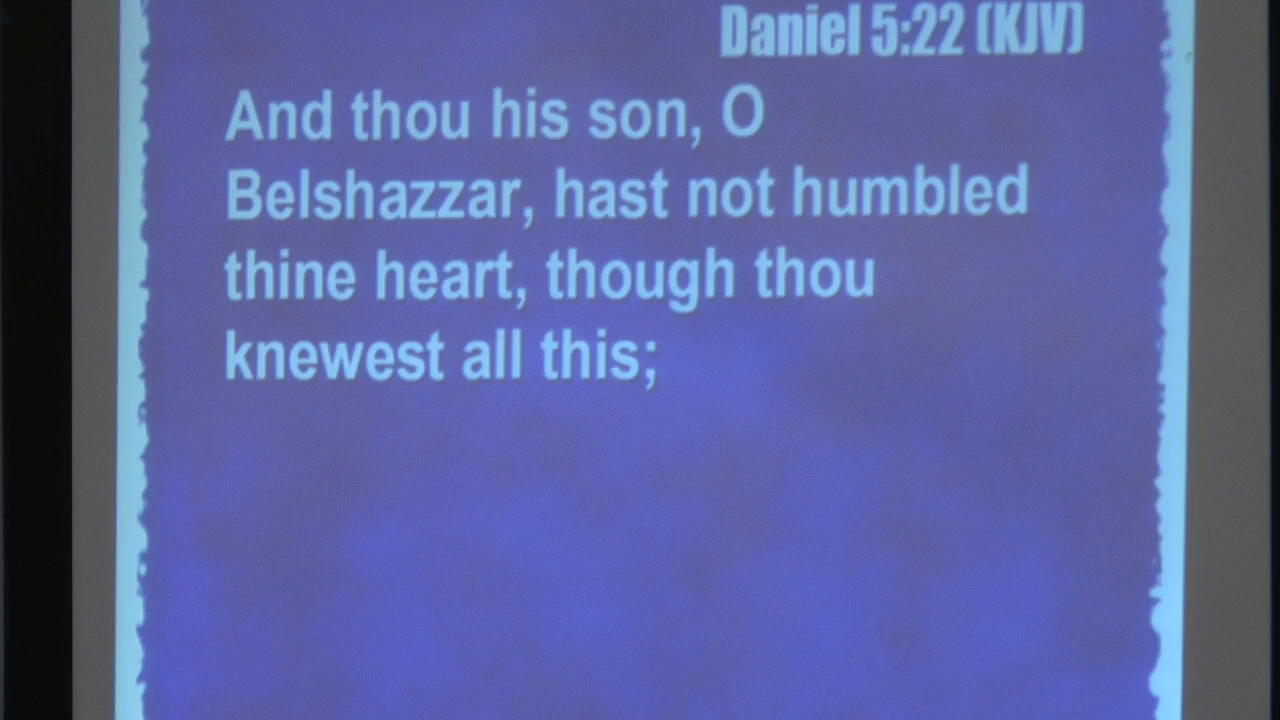 Daniel 5:22 (KJV)
And thou his son, O
Belshazzar, hast not humbled
thine heart, though thou
knewest all this;